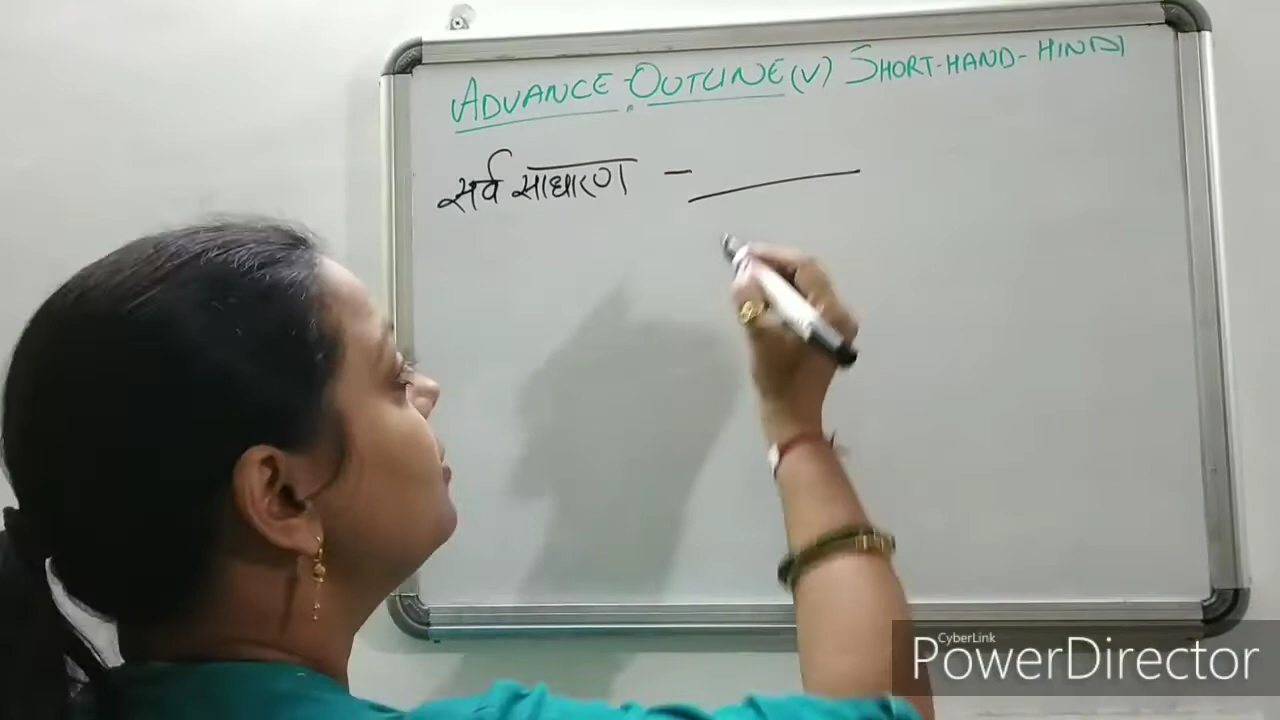 ADVANCE-OUTLINE(V) SHORT-HAND-HINDI
सर्व साधारण -
CyberLink
PowerDirector